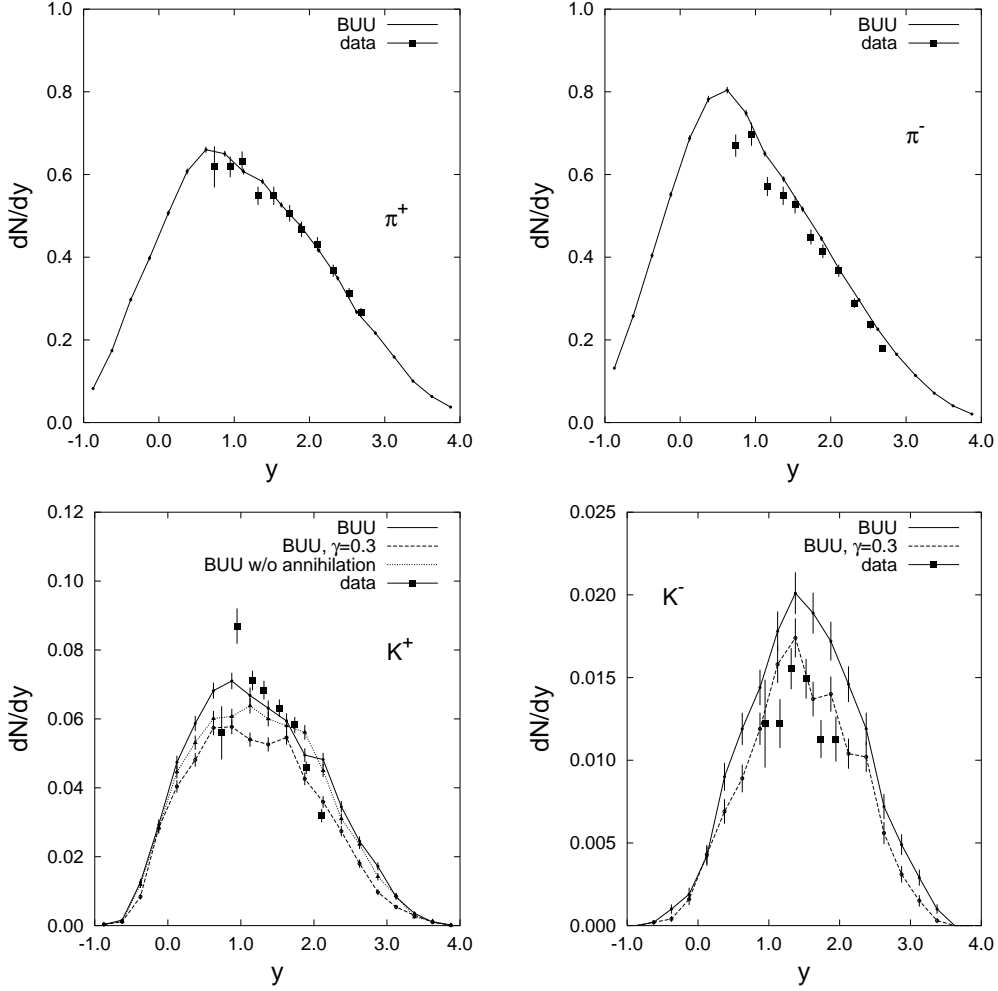 1.0
0.8
0.6
0.4
0.2
0.0
dN/dy
BUU
data
π+
-1.0 0.0 1.0 2.0 3.0 4.0
y
1.0
0.8
0.6
0.4
0.2
0.0
dN/dy
BUU
data
π-
-1.0 0.0 1.0 2.0 3.0 4.0
y
0.12
0.10
0.08
0.06
0.04
0.02
0.00
dN/dy
BUU
BUU, γ=0.3
BUU w/o annihilation
data
K+
-1.0 0.0 1.0 2.0 3.0 4.0
y
0.025
0.020
0.015
0.010
0.005
0.000
dN/dy
BUU
BUU, γ=0.3
data
K-
-1.0 0.0 1.0 2.0 3.0 4.0
y